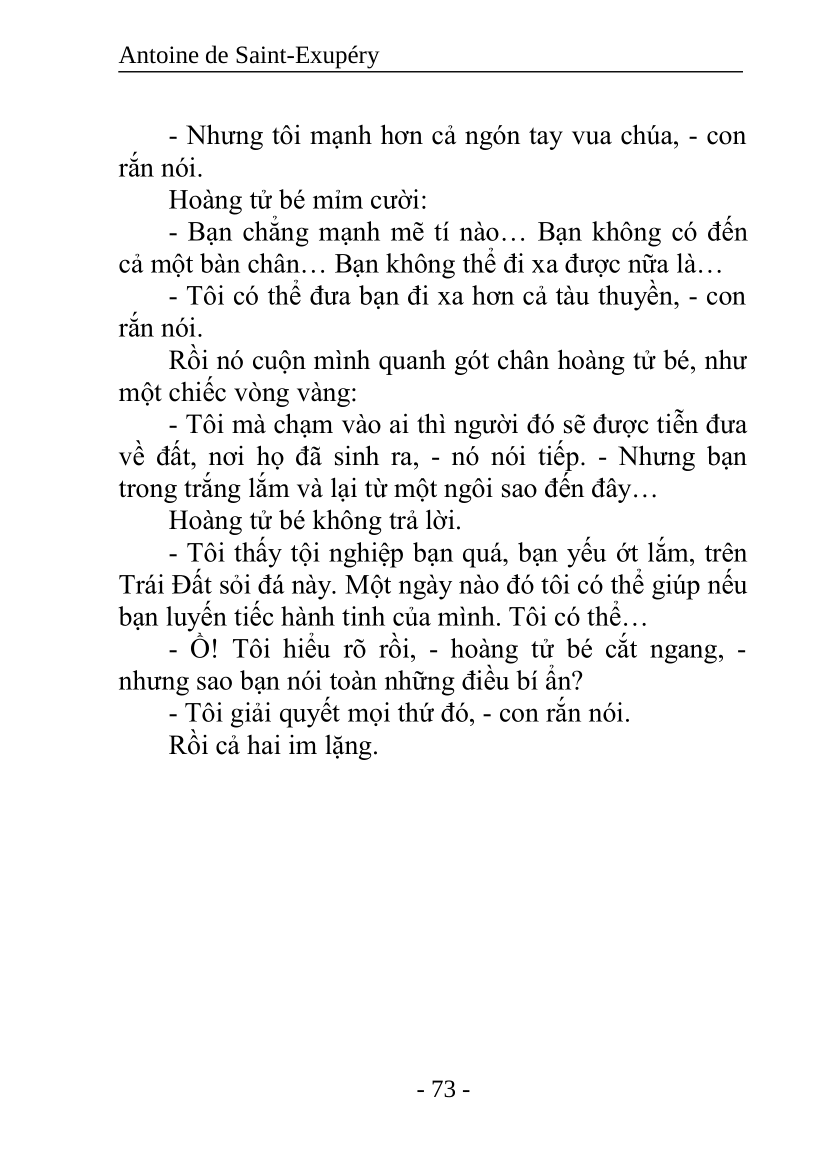 Antoine de Saint-Exupéry
- Nhưng tôi mạnh hơn cả ngón tay vua chúa, - con
rắn nói.
Hoàng tử bé mỉm cười:
- Bạn chẳng mạnh mẽ tí nào… Bạn không có đến
cả một bàn chân… Bạn không thể đi xa được nữa là…
- Tôi có thể đưa bạn đi xa hơn cả tàu thuyền, - con
rắn nói.
Rồi nó cuộn mình quanh gót chân hoàng tử bé, như
một chiếc vòng vàng:
- Tôi mà chạm vào ai thì người đó sẽ được tiễn đưa
về đất, nơi họ đã sinh ra, - nó nói tiếp. - Nhưng bạn
trong trắng lắm và lại từ một ngôi sao đến đây…
Hoàng tử bé không trả lời.
- Tôi thấy tội nghiệp bạn quá, bạn yếu ớt lắm, trên
Trái Đất sỏi đá này. Một ngày nào đó tôi có thể giúp nếu
bạn luyến tiếc hành tinh của mình. Tôi có thể…
- Ồ! Tôi hiểu rõ rồi, - hoàng tử bé cắt ngang, -
nhưng sao bạn nói toàn những điều bí ẩn?
- Tôi giải quyết mọi thứ đó, - con rắn nói.
Rồi cả hai im lặng.
- 73 -